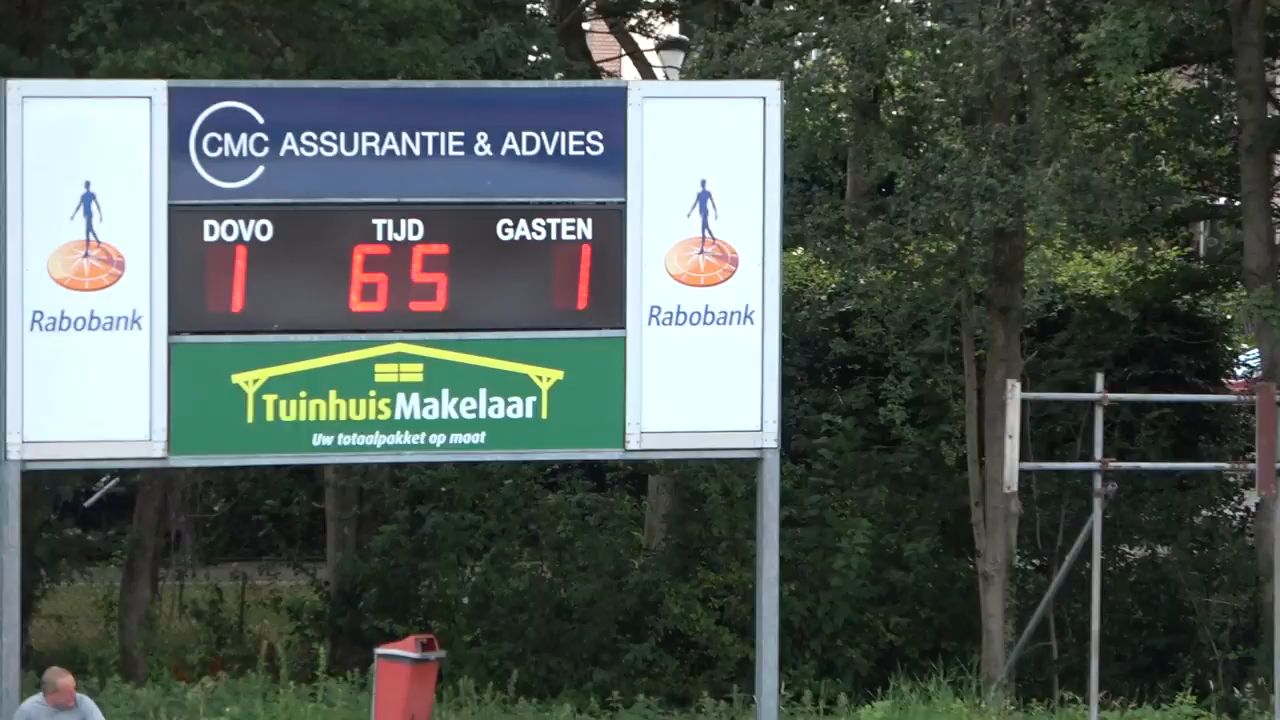 CMC ASSURANTIE & ADVIES
DOVO TIJD GASTEN
1 65 1
Rabobank
Rabobank
TuinhuisMakelaar
Uw totaalpakket op maat